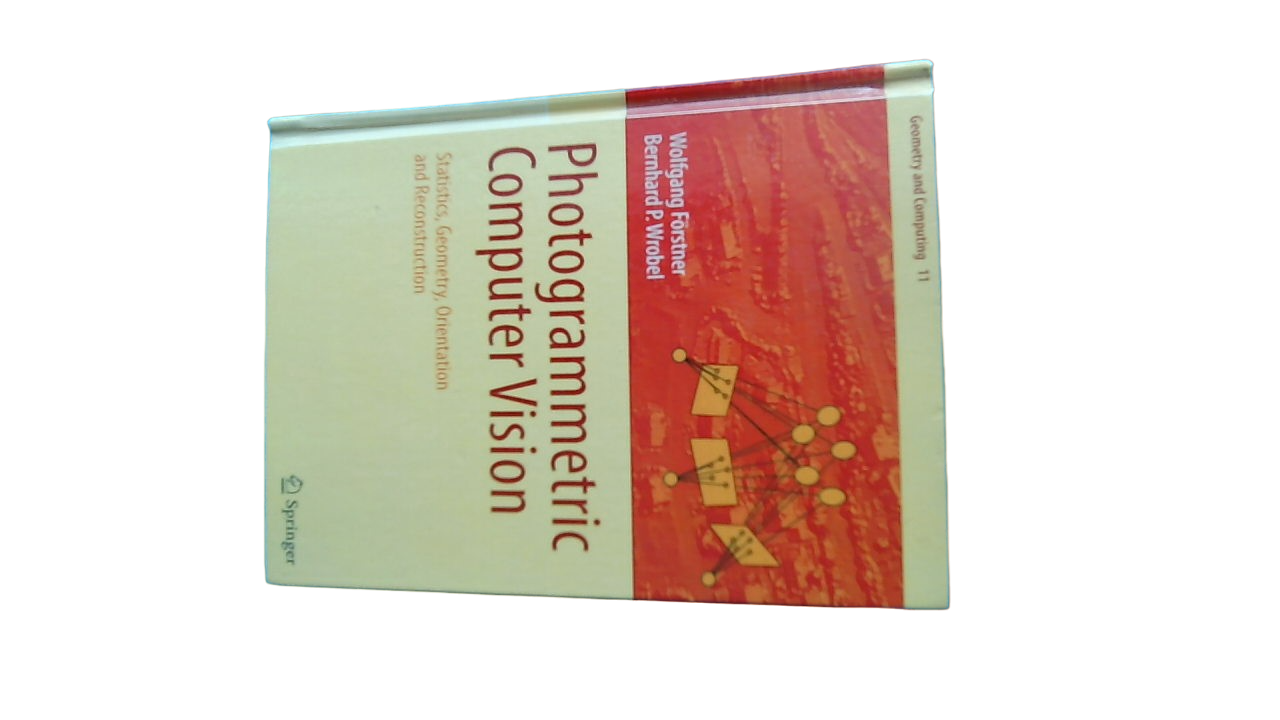 Geometry and Computing 11
Wolfgang Förstner
Bernhard P. Wrobel
Photogrammetric
Computer Vision
Statistics, Geometry, Orientation
and Reconstruction
Springer